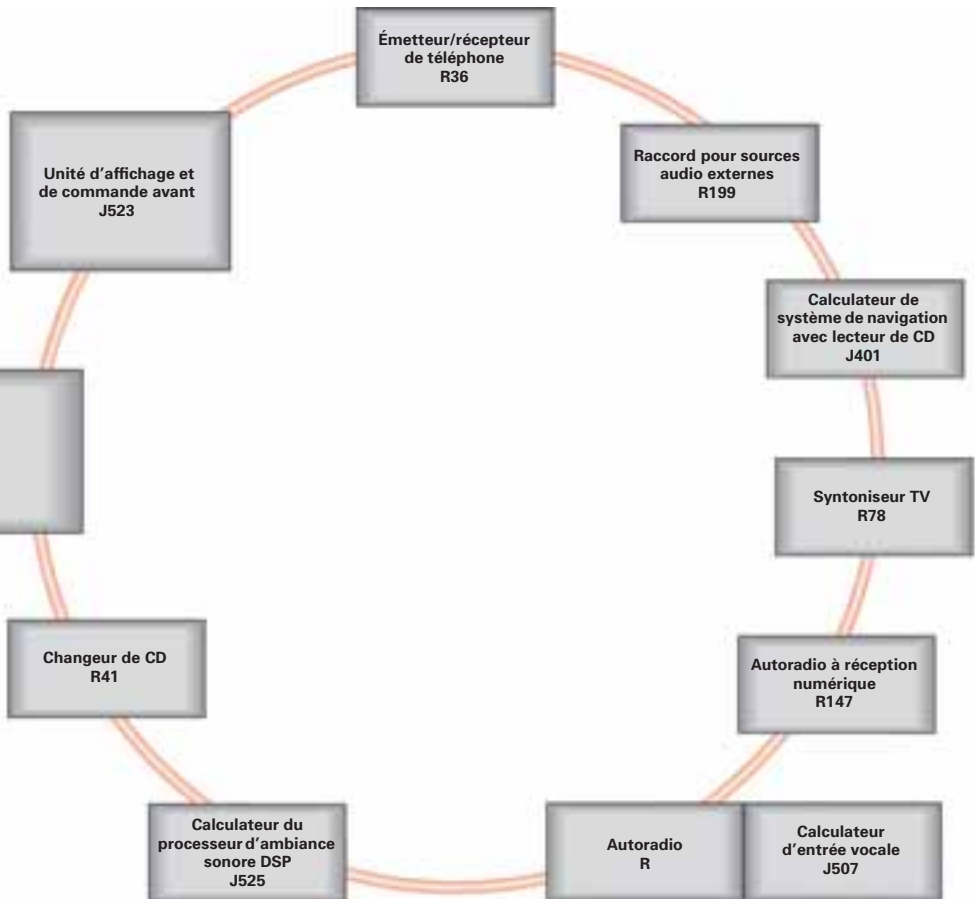 Émetteur/récepteur
de téléphone
R36
Unité d'affichage et
de commande avant
J523
Raccord pour sources
audio externes
R199
Calculateur de
système de navigation
avec lecteur de CD
J401
Syntoniseur TV
R78
Changeur de CD
R41
Autoradio à réception
numérique
R147
Calculateur du
processeur d'ambiance
sonore DSP
J525
Autoradio
R
Calculateur
d'entrée vocale
J507